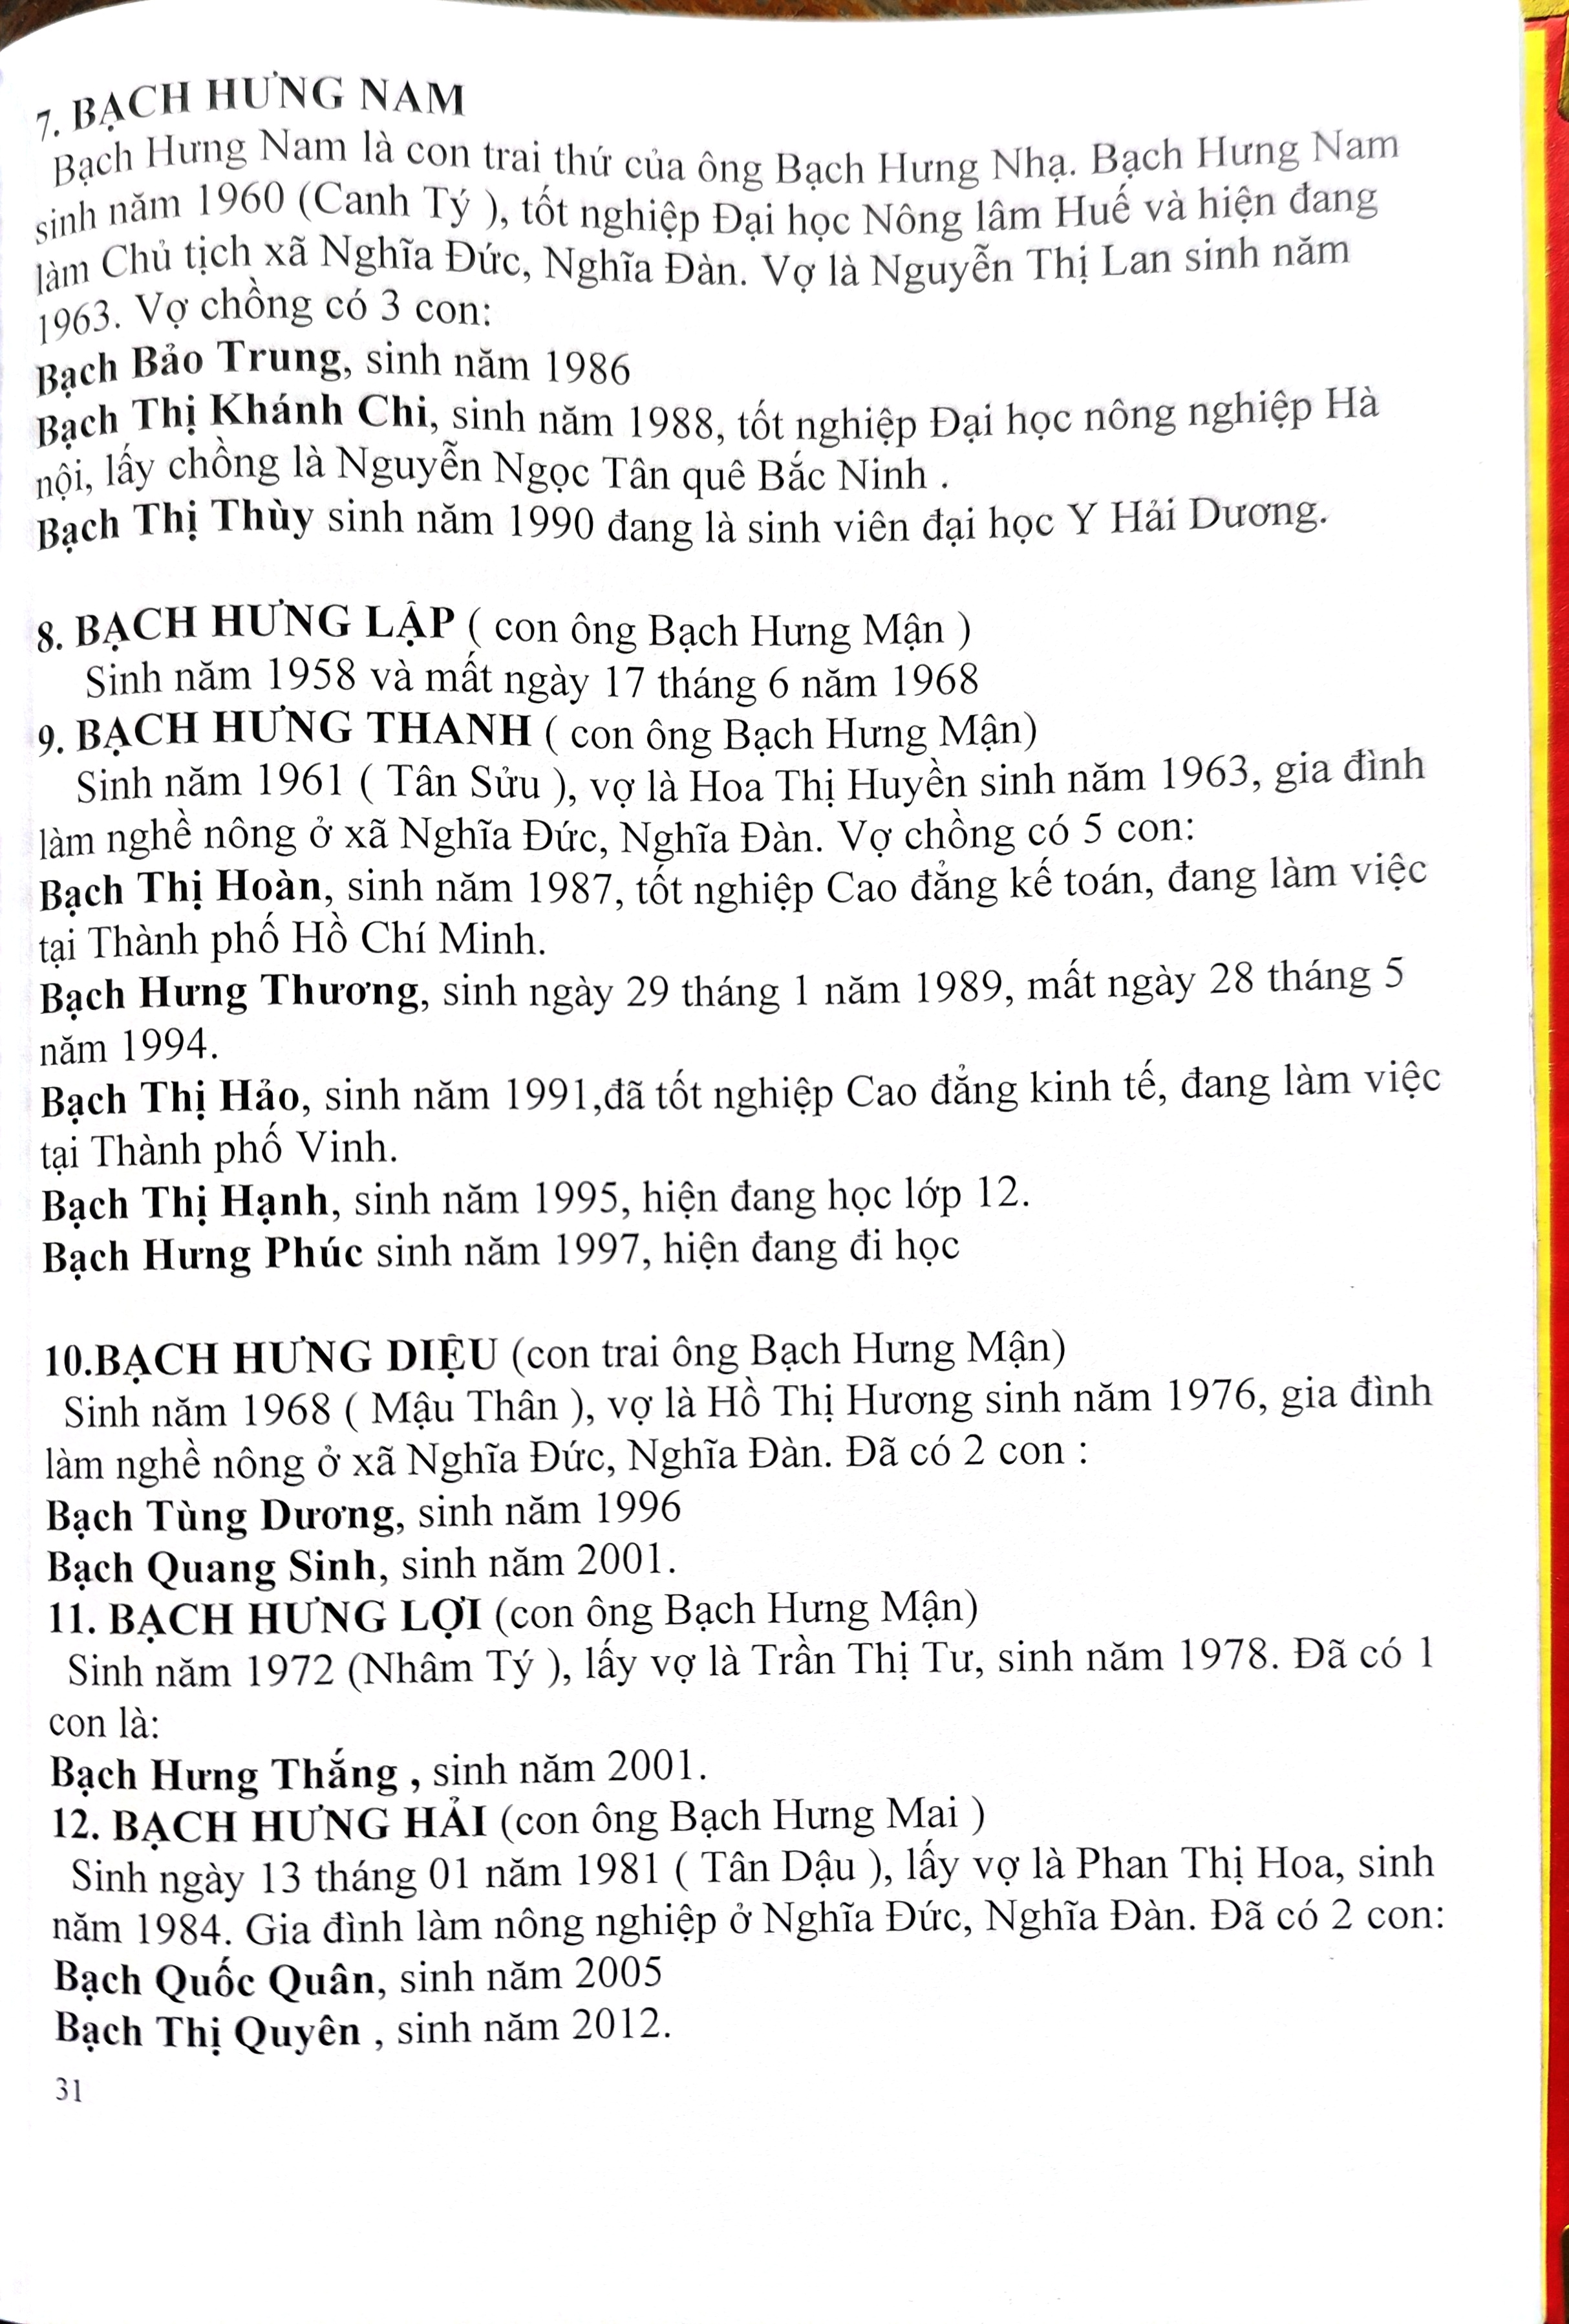 7. BẠCH HƯNG NAM
Bạch Hưng Nam là con trai thứ của ông Bạch Hưng Nhạ. Bạch Hưng Nam
sinh năm 1960 (Canh Tý ), tốt nghiệp Đại học Nông lâm Huế và hiện đang
làm Chủ tịch xã Nghĩa Đức, Nghĩa Đàn. Vợ là Nguyễn Thị Lan sinh năm
1963. Vợ chồng có 3 con:
Bạch Bảo Trung, sinh năm 1986
Bạch Thị Khánh Chi, sinh năm 1988, tốt nghiệp Đại học nông nghiệp Hà
nội, lấy chồng là Nguyễn Ngọc Tân quê Bắc Ninh .
Bạch Thị Thùy sinh năm 1990 đang là sinh viên đại học Y Hải Dương.
8. BẠCH HƯNG LẬP ( con ông Bạch Hưng Mận )
Sinh năm 1958 và mất ngày 17 tháng 6 năm 1968
9. BẠCH HƯNG THANH ( con ông Bạch Hưng Mận)
Sinh năm 1961 ( Tân Sửu ), vợ là Hoa Thị Huyền sinh năm 1963, gia đình
làm nghề nông ở xã Nghĩa Đức, Nghĩa Đàn. Vợ chồng có 5 con:
Bạch Thị Hoàn, sinh năm 1987, tốt nghiệp Cao đẳng kế toán, đang làm việc
tại Thành phố Hồ Chí Minh.
Bạch Hưng Thương, sinh ngày 29 tháng 1 năm 1989, mất ngày 28 tháng 5
năm 1994.
Bạch Thị Hảo, sinh năm 1991,đã tốt nghiệp Cao đẳng kinh tế, đang làm việc
tại Thành phố Vinh.
Bạch Thị Hạnh, sinh năm 1995, hiện đang học lớp 12.
Bạch Hưng Phúc sinh năm 1997, hiện đang đi học
10.BẠCH HƯNG DIỆU (con trai ông Bạch Hưng Mận)
Sinh năm 1968 ( Mậu Thân ), vợ là Hồ Thị Hương sinh năm 1976, gia đình
làm nghề nông ở xã Nghĩa Đức, Nghĩa Đàn. Đã có 2 con :
Bạch Tùng Dương, sinh năm 1996
Bạch Quang Sinh, sinh năm 2001.
11. BẠCH HƯNG LỢI (con ông Bạch Hưng Mận)
Sinh năm 1972 (Nhâm Tý ), lấy vợ là Trần Thị Tư, sinh năm 1978. Đã có 1
con là:
Bạch Hưng Thắng , sinh năm 2001.
12. BẠCH HƯNG HẢI (con ông Bạch Hưng Mai )
Sinh ngày 13 tháng 01 năm 1981 ( Tân Dậu ), lấy vợ là Phan Thị Hoa, sinh
năm 1984. Gia đình làm nông nghiệp ở Nghĩa Đức, Nghĩa Đàn. Đã có 2 con:
Bạch Quốc Quân, sinh năm 2005
Bạch Thị Quyên , sinh năm 2012.
31